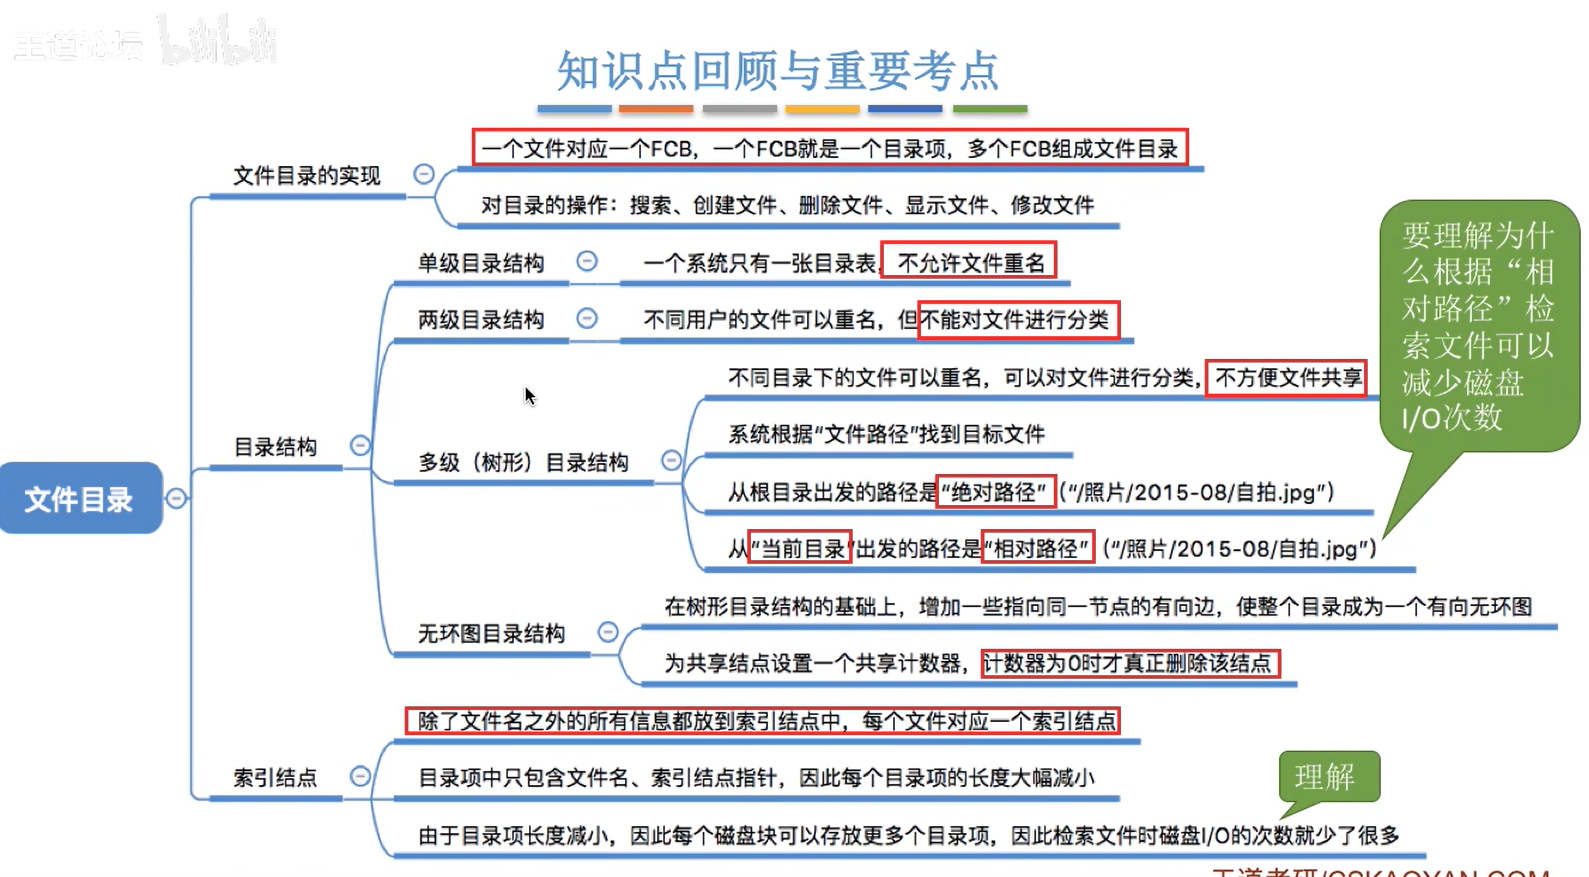 王道论坛 bilibili
知识点回顾与重要考点
一个文件对应一个FCB，一个FCB就是一个目录项，多个FCB组成文件目录
文件目录的实现
对目录的操作：搜索、创建文件、删除文件、显示文件、修改文件
单级目录结构
一个系统只有一张目录表，不允许文件重名
两级目录结构
不同用户的文件可以重名，但不能对文件进行分类
不同目录下的文件可以重名，可以对文件进行分类，不方便文件共享
系统根据“文件路径”找到目标文件
目录结构
多级（树形）目录结构
从根目录出发的路径是“绝对路径”（“/照片/2015-08/自拍.jpg”）
从“当前目录”出发的路径是“相对路径”（“/照片/2015-08/自拍.jpg”）
要理解为什
么根据“相
对路径”检
索文件可以
减少磁盘
I/O次数
文件目录
在树形目录结构的基础上，增加一些指向同一节点的有向边，使整个目录成为一个有向无环图
无环图目录结构
为共享结点设置一个共享计数器，计数器为0时才真正删除该结点
除了文件名之外的所有信息都放到索引结点中，每个文件对应一个索引结点
索引结点
目录项中只包含文件名、索引结点指针，因此每个目录项的长度大幅减小
理解
由于目录项长度减小，因此每个磁盘块可以存放更多个目录项，因此检索文件时磁盘I/O的次数就少了很多
王道考研/CSKAOYAN.COM